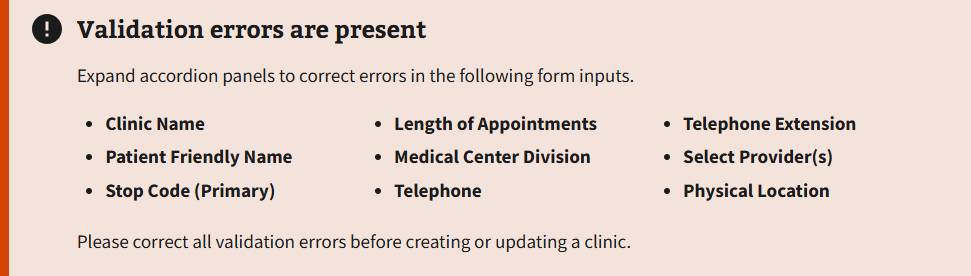 Validation errors are present
Expand accordion panels to correct errors in the following form inputs.
Clinic Name
Patient Friendly Name
Stop Code (Primary)
Length of Appointments
Medical Center Division
Telephone
Telephone Extension
Select Provider(s)
Physical Location
Please correct all validation errors before creating or updating a clinic.